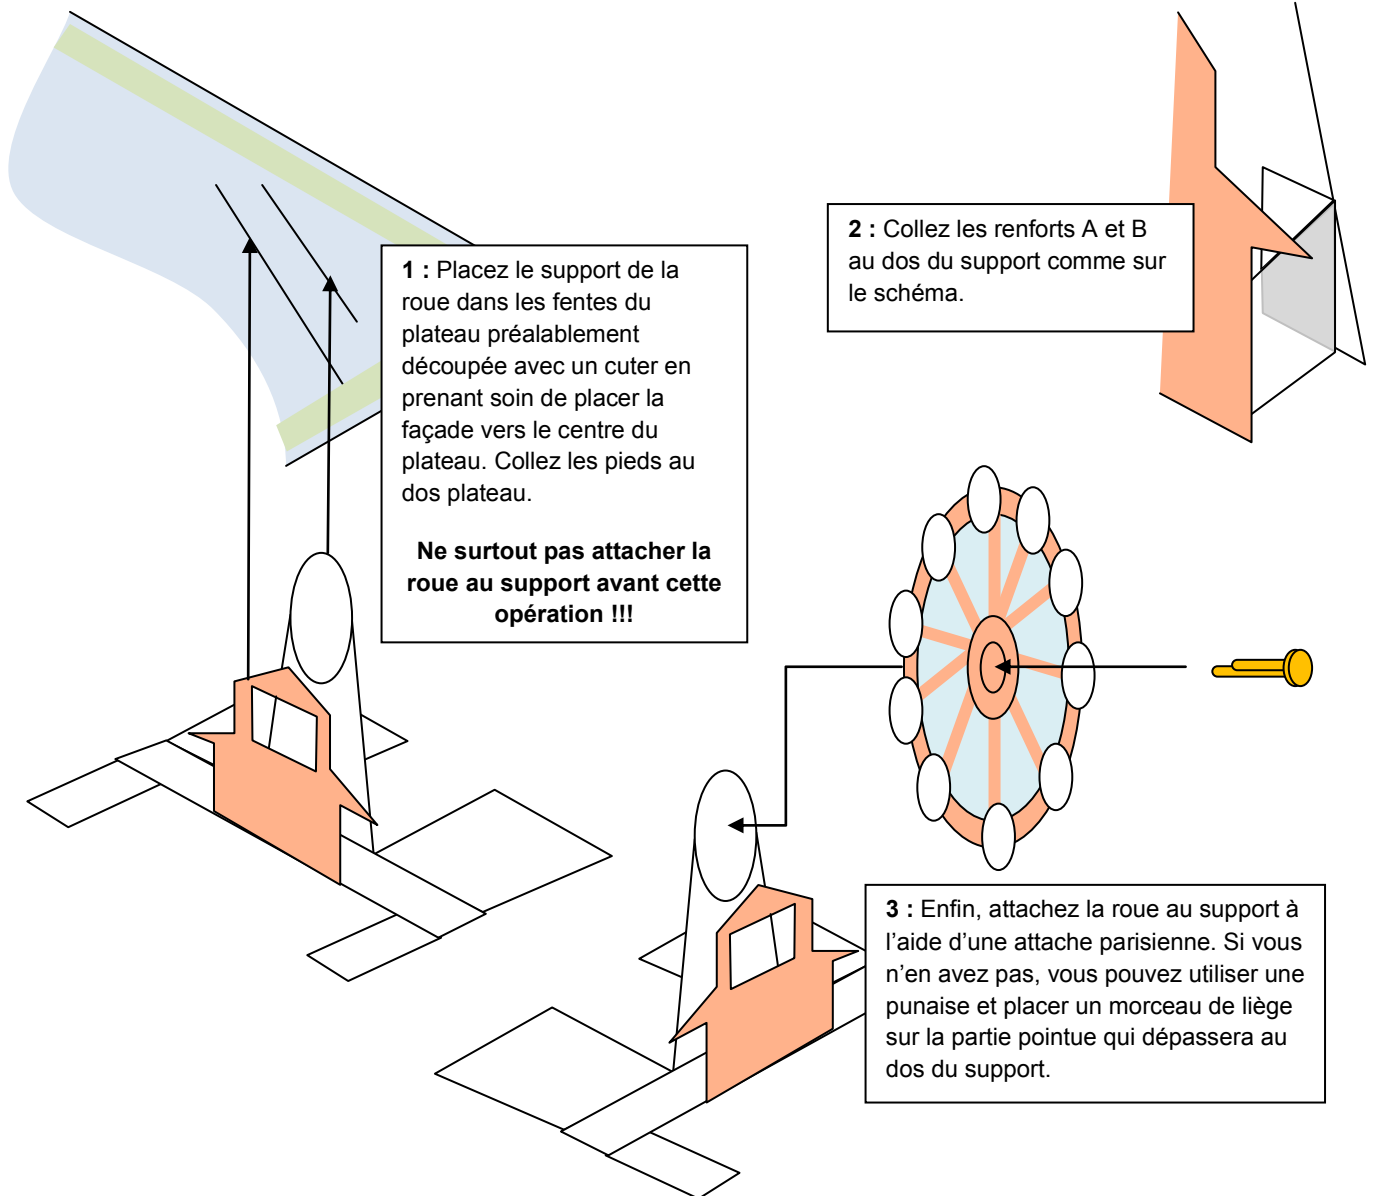 1 : Placez le support de la
roue dans les fentes du
plateau préalablement
découpée avec un cuter en
prenant soin de placer la
façade vers le centre du
plateau. Collez les pieds au
dos plateau.
Ne surtout pas attacher la
roue au support avant cette
opération !!!
2 : Collez les renforts A et B
au dos du support comme sur
le schéma.
3 : Enfin, attachez la roue au support à
l’aide d’une attache parisienne. Si vous
n’en avez pas, vous pouvez utiliser une
punaise et placer un morceau de liège
sur la partie pointue qui dépassera au
dos du support.